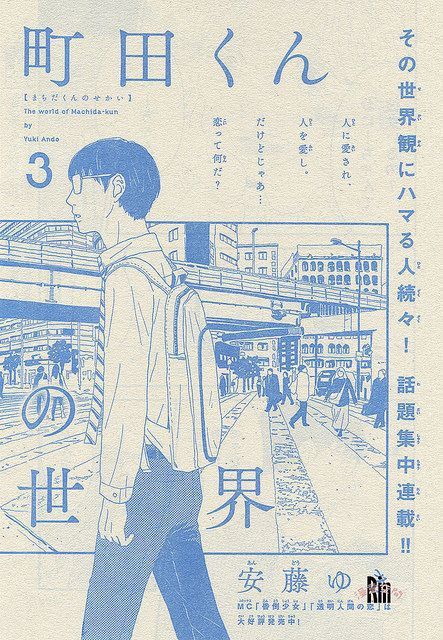 町田くん
【まちだくんのせかい】
The world of Machida-kun
by
Yuki Ando
3
その世界観にハマる人続々！ 話題集中連載!!
人に愛され、
人を愛し。
だけどじゃあ…
恋って何だ？
の
世界
安藤ゆ
MC「昏倒少女」「透明人間の恋」は
大好評発売中！